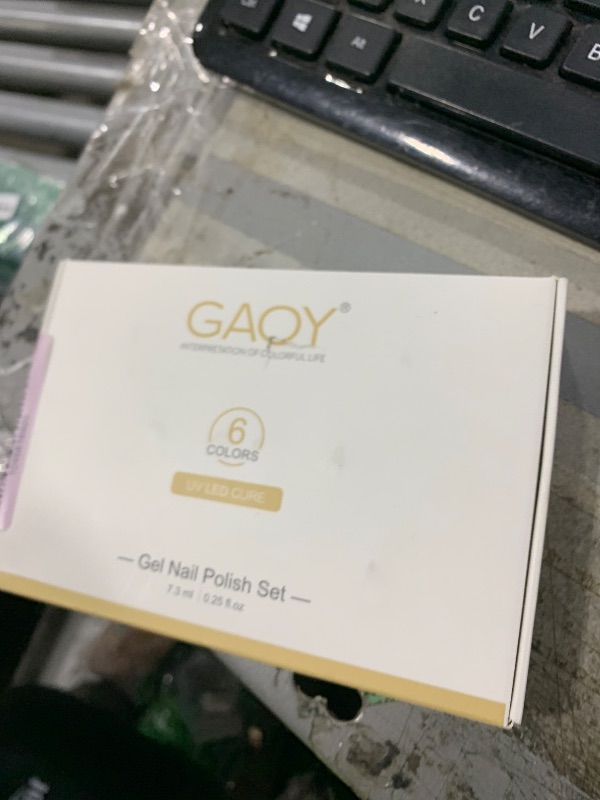 C
V
B
Alt
GAOY®
INTERPRETATION OF COLORFUL LIFE
6
COLORS
UV LED CURE
— Gel Nail Polish Set —
7.3 ml | 0.25 fl.oz